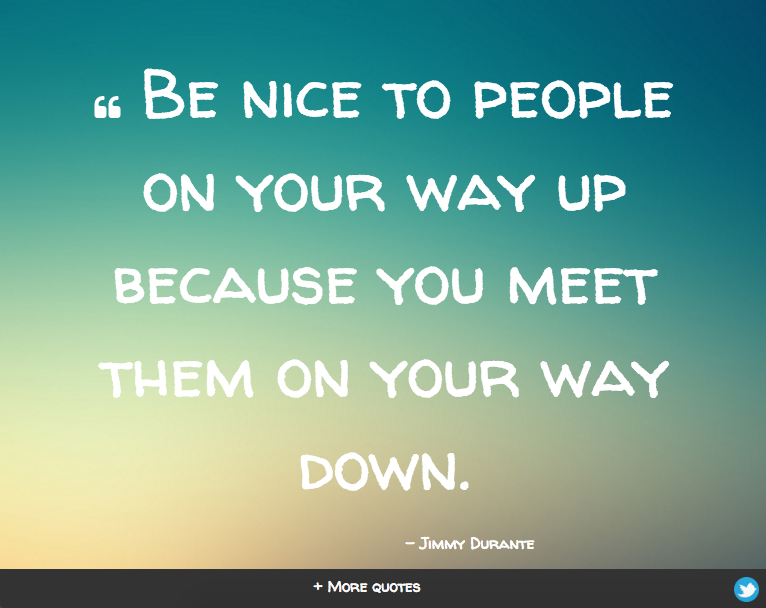 “ Be nice to people
on your way up
because you meet
them on your way
down.
– Jimmy Durante
+ More quotes